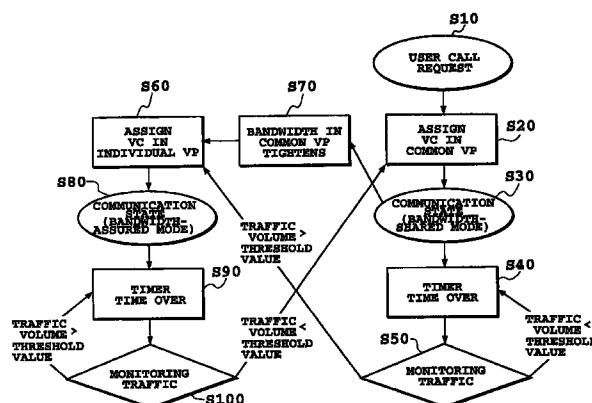 S10
USER CALL
REQUEST
S60
S70
S20
ASSIGN
VC IN
INDIVIDUAL VP
BANDWIDTH IN
COMMON VP
TIGHTENS
ASSIGN
VC IN
COMMON VP
S80
S30
COMMUNICATION
STATE
(BANDWIDTH-
ASSURED MODE)
COMMUNICATION
STATE
(BANDWIDTH-
SHARED MODE)
TRAFFIC
VOLUME >
THRESHOLD
VALUE
S90
S40
TIMER
TIME OVER
TIMER
TIME OVER
TRAFFIC
VOLUME >
THRESHOLD
VALUE
TRAFFIC
VOLUME <
THRESHOLD
VALUE
S50
TRAFFIC
VOLUME <
THRESHOLD
VALUE
MONITORING
TRAFFIC
S100
MONITORING
TRAFFIC